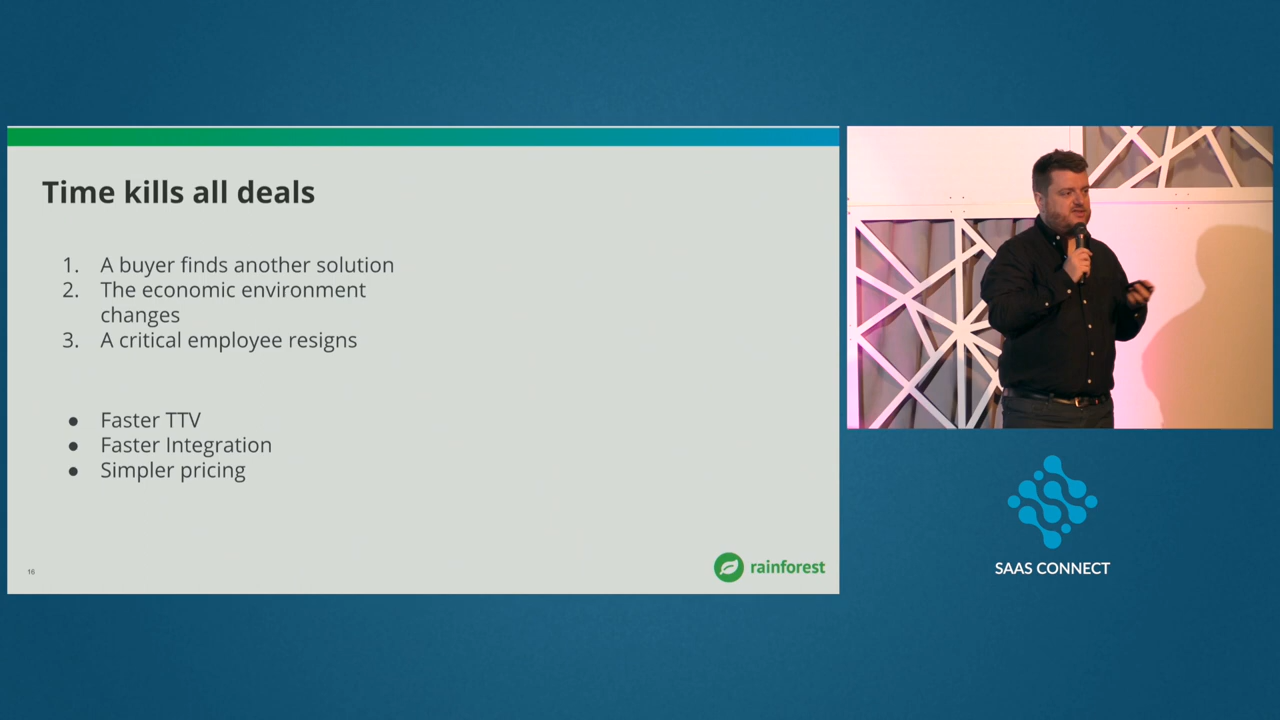 Time kills all deals
1. A buyer finds another solution
2. The economic environment
changes
3. A critical employee resigns
● Faster TTV
● Faster Integration
● Simpler pricing
16
rainforest
SAAS CONNECT